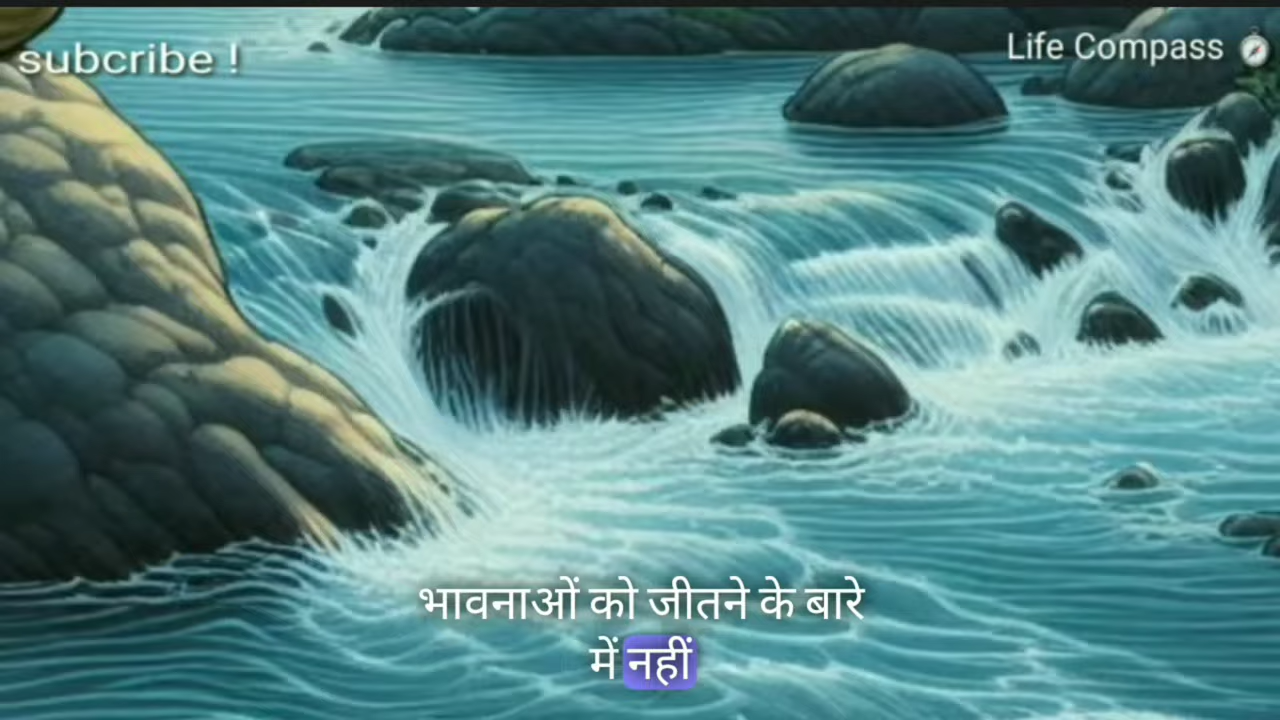 subcribe !
Life Compass
भावनाओं को जीतने के बारे
में नहीं